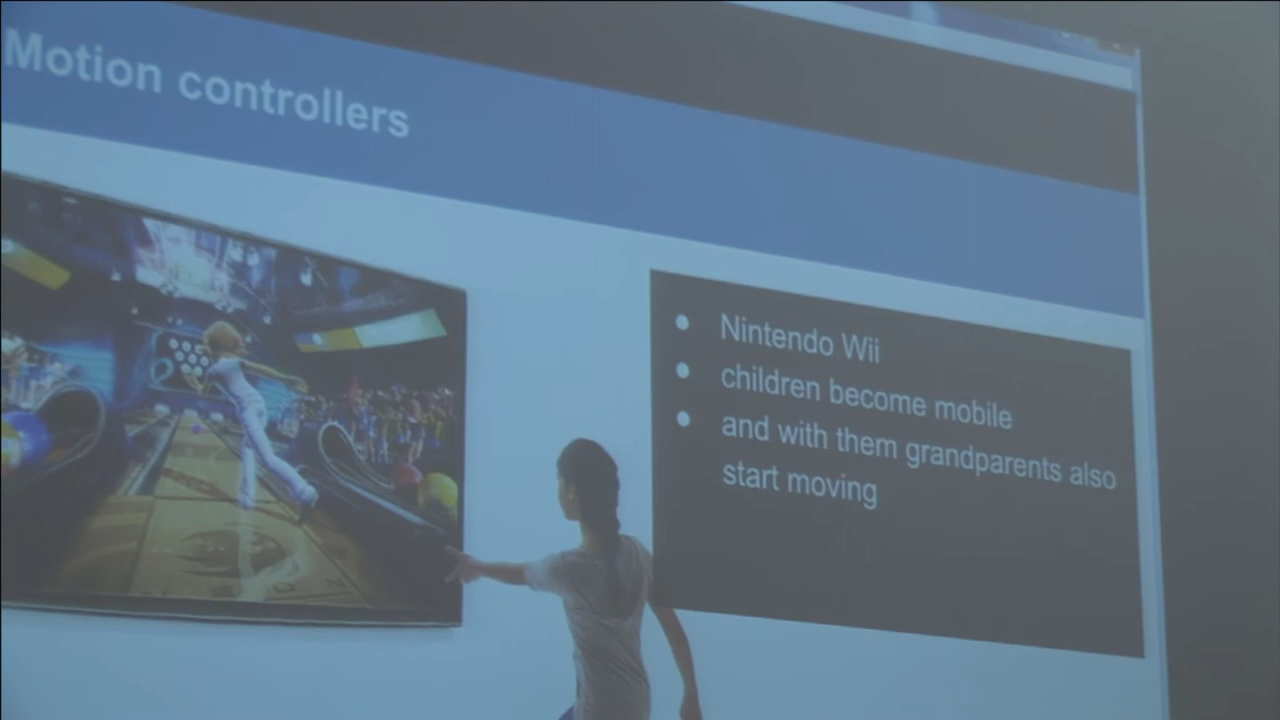 Motion controllers
● Nintendo Wii
● children become mobile
● and with them grandparents also
start moving